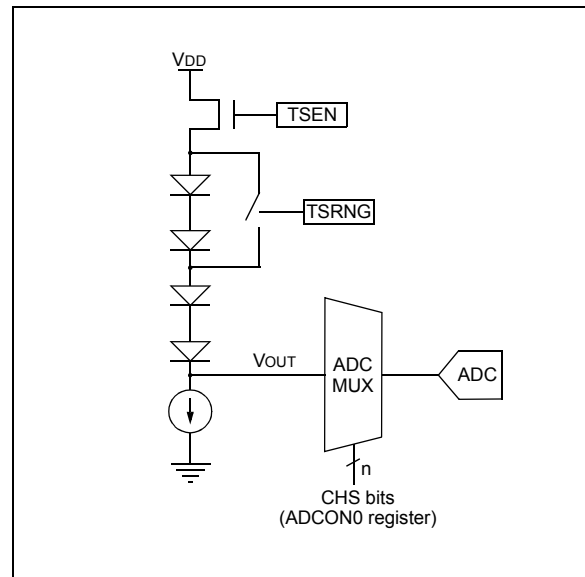 VDD
TSEN
TSRNG
VOUT
ADC
MUX
ADC
n
CHS bits
(ADCON0 register)